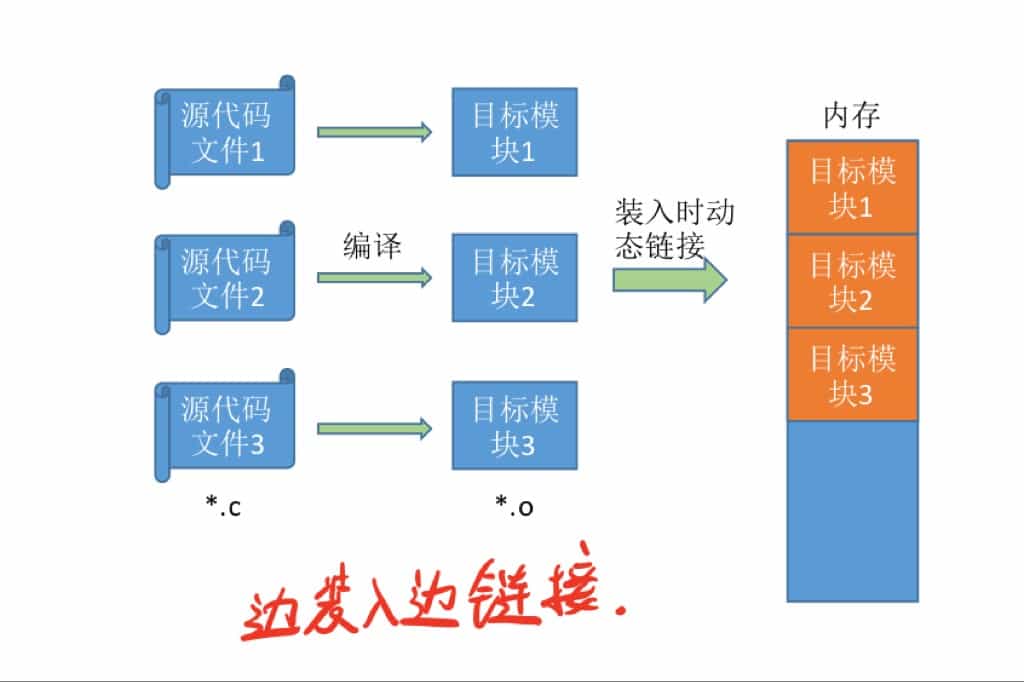 源代码
文件1
目标模
块1
内存
目标模
块1
源代码
文件2
编译
目标模
块2
装入时动
态链接
目标模
块2
源代码
文件3
目标模
块3
目标模
块3
*.c
*.o
边装入边链接.